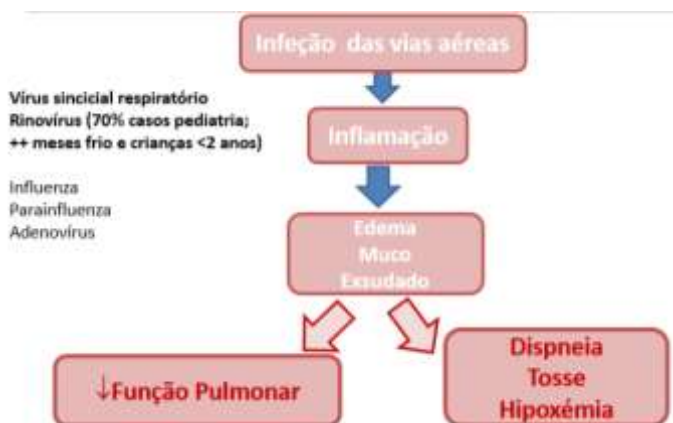 Infeção das vias aéreas
Vírus sincicial respiratório
Rinovírus (70% casos pediatria;
++ meses frio e crianças <2 anos)
Inflamação
Influenza
Parainfluenza
Adenovírus
Edema
Muco
Exsudado
↓Função Pulmonar
Dispneia
Tosse
Hipoxémia